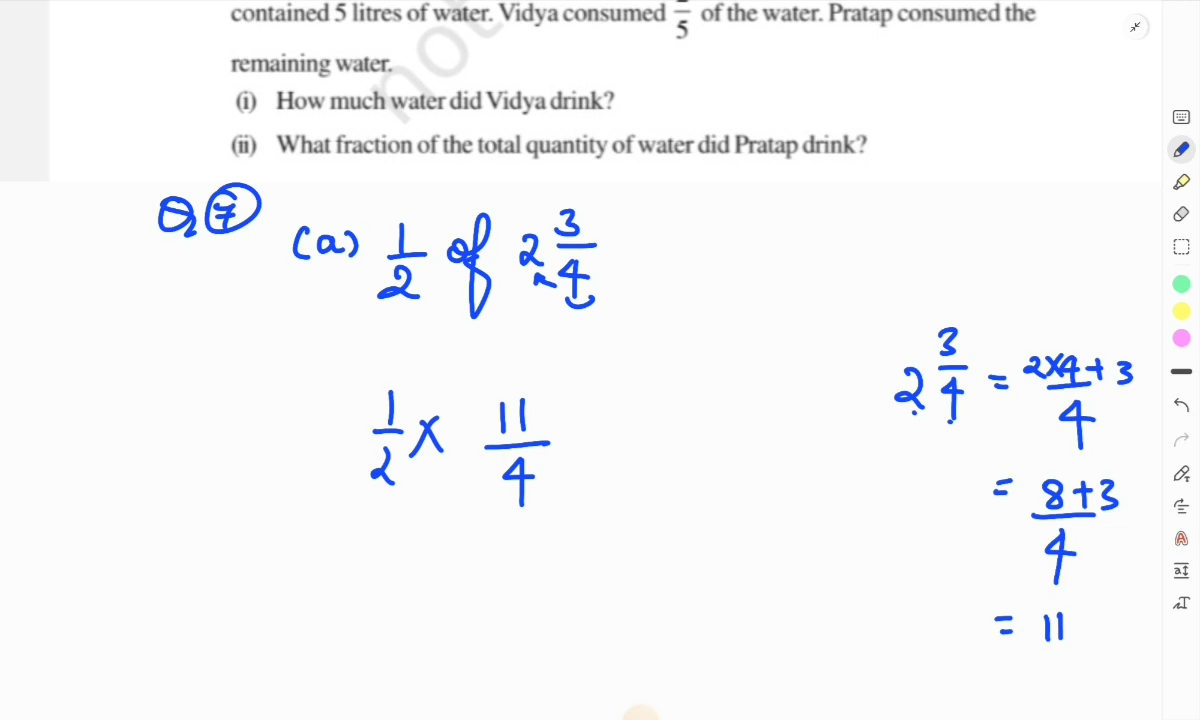 contained 5 litres of water. Vidya consumed /5 of the water. Pratap consumed the
remaining water.
(i) How much water did Vidya drink?
(ii) What fraction of the total quantity of water did Pratap drink?
not
Q 7 (a) 1/2 of 2 3/4
1/2 × 11/4
2 3/4 = 2×4+3/4
= 8+3/4
= 11